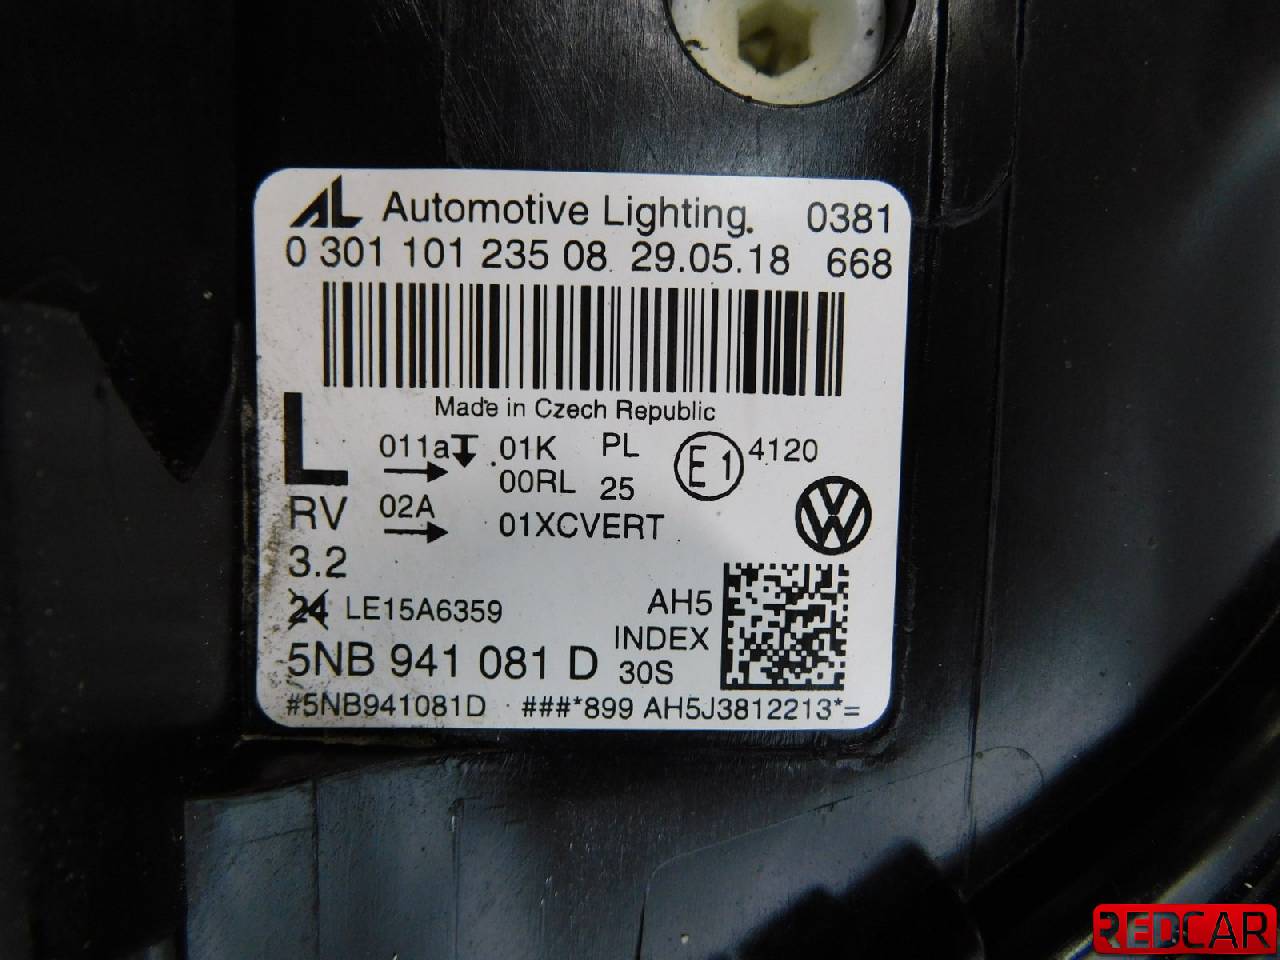 AL Automotive Lighting. 0381
0 301 101 235 08 29.05.18 668
Made in Czech Republic
L 011a 01K PL E1 4120
00RL 25
RV 02A 01XCVERT
3.2
24 LE15A6359 AH5
INDEX
5NB 941 081 D 30S
#5NB941081D ###*899 AH5J3812213*=
REDCAR